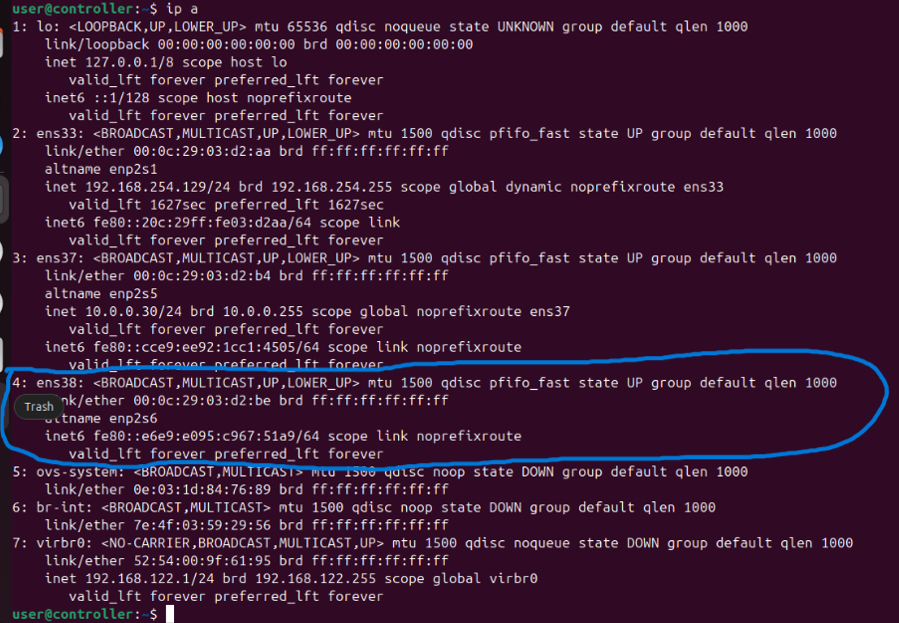 user@controller:~$ ip a
1: lo: <LOOPBACK,UP,LOWER_UP> mtu 65536 qdisc noqueue state UNKNOWN group default qlen 1000
link/loopback 00:00:00:00:00:00 brd 00:00:00:00:00:00
inet 127.0.0.1/8 scope host lo
valid_lft forever preferred_lft forever
inet6 ::1/128 scope host noprefixroute
valid_lft forever preferred_lft forever
2: ens33: <BROADCAST,MULTICAST,UP,LOWER_UP> mtu 1500 qdisc pfifo_fast state UP group default qlen 1000
link/ether 00:0c:29:03:d2:aa brd ff:ff:ff:ff:ff:ff
altname enp2s1
inet 192.168.254.129/24 brd 192.168.254.255 scope global dynamic noprefixroute ens33
valid_lft 1627sec preferred_lft 1627sec
inet6 fe80::20c:29ff:fe03:d2aa/64 scope link
valid_lft forever preferred_lft forever
3: ens37: <BROADCAST,MULTICAST,UP,LOWER_UP> mtu 1500 qdisc pfifo_fast state UP group default qlen 1000
link/ether 00:0c:29:03:d2:b4 brd ff:ff:ff:ff:ff:ff
altname enp2s5
inet 10.0.0.30/24 brd 10.0.0.255 scope global noprefixroute ens37
valid_lft forever preferred_lft forever
inet6 fe80::cce9:ee92:1cc1:4505/64 scope link noprefixroute
valid_lft forever preferred_lft forever
4: ens38: <BROADCAST,MULTICAST,UP,LOWER_UP> mtu 1500 qdisc pfifo_fast state UP group default qlen 1000
Trash
nk/ether 00:0c:29:03:d2:be brd ff:ff:ff:ff:ff:ff
altname enp2s6
inet6 fe80::e6e9:e095:c967:51a9/64 scope link noprefixroute
valid_lft forever preferred_lft forever
5: ovs-system: <BROADCAST,MULTICAST> mtu 1500 qdisc noop state DOWN group default qlen 1000
link/ether 0e:03:1d:84:76:89 brd ff:ff:ff:ff:ff:ff
6: br-int: <BROADCAST,MULTICAST> mtu 1500 qdisc noop state DOWN group default qlen 1000
link/ether 7e:4f:03:59:29:56 brd ff:ff:ff:ff:ff:ff
7: virbr0: <NO-CARRIER,BROADCAST,MULTICAST,UP> mtu 1500 qdisc noqueue state DOWN group default qlen 1000
link/ether 52:54:00:9f:61:95 brd ff:ff:ff:ff:ff:ff
inet 192.168.122.1/24 brd 192.168.122.255 scope global virbr0
valid_lft forever preferred_lft forever
user@controller:~$